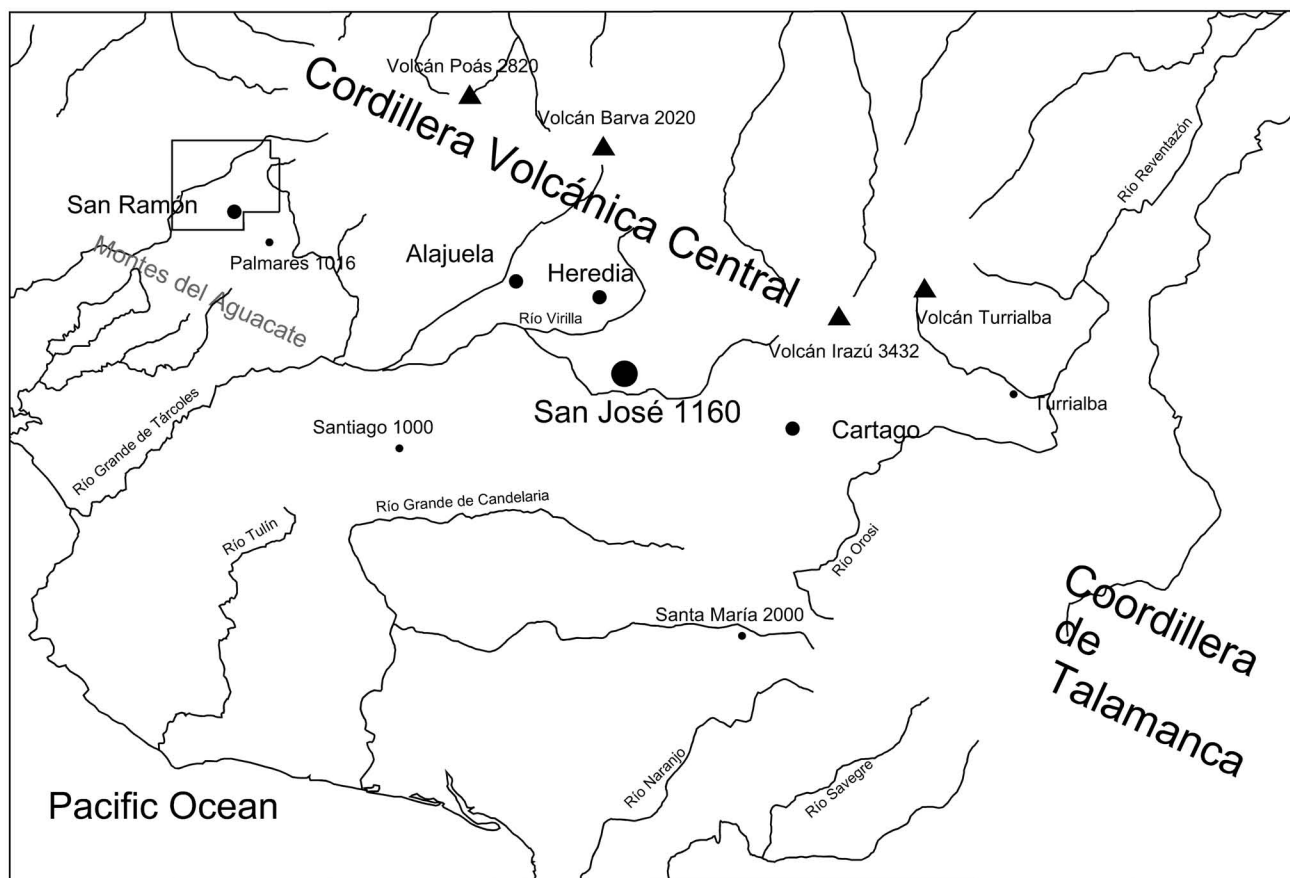 Volcán Poás 2820
Cordillera Volcánica Central
Volcán Barva 2020
Río Reventazón
San Ramón
Palmares 1016
Montes del Aguacate
Alajuela
Heredia
Río Virilla
Volcán Turrialba
Volcán Irazú 3432
San José 1160
Turrialba
Cartago
Río Grande de Tárcoles
Santiago 1000
Río Grande de Candelaria
Río Tulín
Río Orosi
Santa María 2000
Coordillera
de
Talamanca
Río Naranjo
Río Savegre
Pacific Ocean